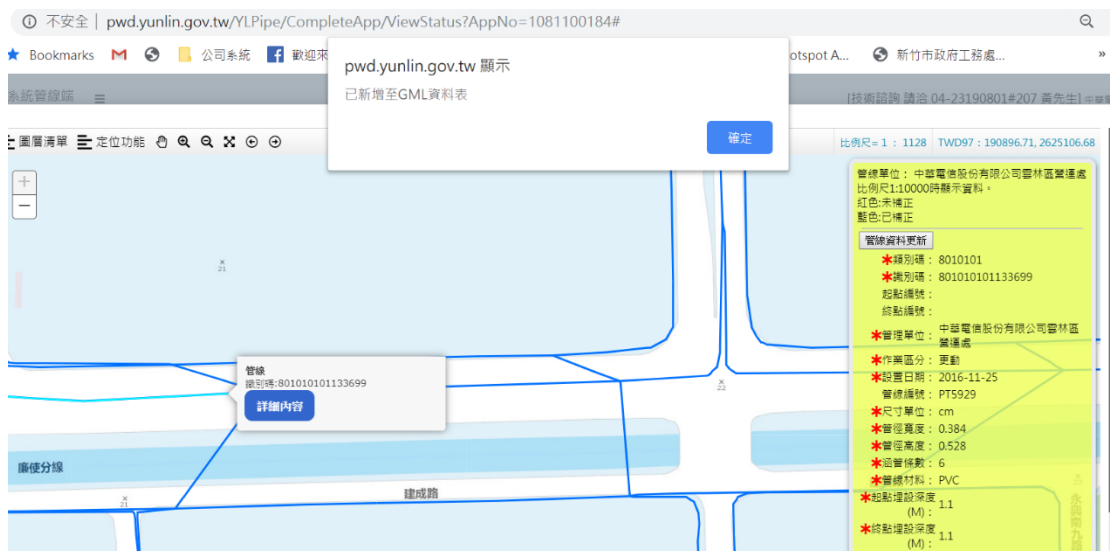 不安全 | pwd.yunlin.gov.tw/YLPipe/CompleteApp/ViewStatus?AppNo=1081100184#
Bookmarks 公司系統 歡迎來 otspot A... 新竹市政府工務處... »
pwd.yunlin.gov.tw 顯示
已新增至GML資料表
確定
系統管線端
[技術諮詢 請洽 04-23190801#207 黃先生]
圖層清單 定位功能
比例尺= 1 : 1128 TWD97 : 190896.71, 2625106.68
+
−
21
管線
識別碼:801010101133699
詳細內容
22
廉使分線
21
建成路
管線單位: 中華電信股份有限公司雲林區營運處
比例尺1:10000時顯示資料。
紅色:未補正
藍色:已補正
管線資料更新
*類別碼: 8010101
*識別碼: 801010101133699
起點編號:
終點編號:
*管理單位: 中華電信股份有限公司雲林區
營運處
*作業區分: 更動
*設置日期: 2016-11-25
管線編號: PT5929
*尺寸單位: cm
*管徑寬度: 0.384
*管徑高度: 0.528
*涵管條數: 6
*管線材料: PVC
*起點埋設深度
(M): 1.1
*終點埋設深度
(M): 1.1
永興南九路